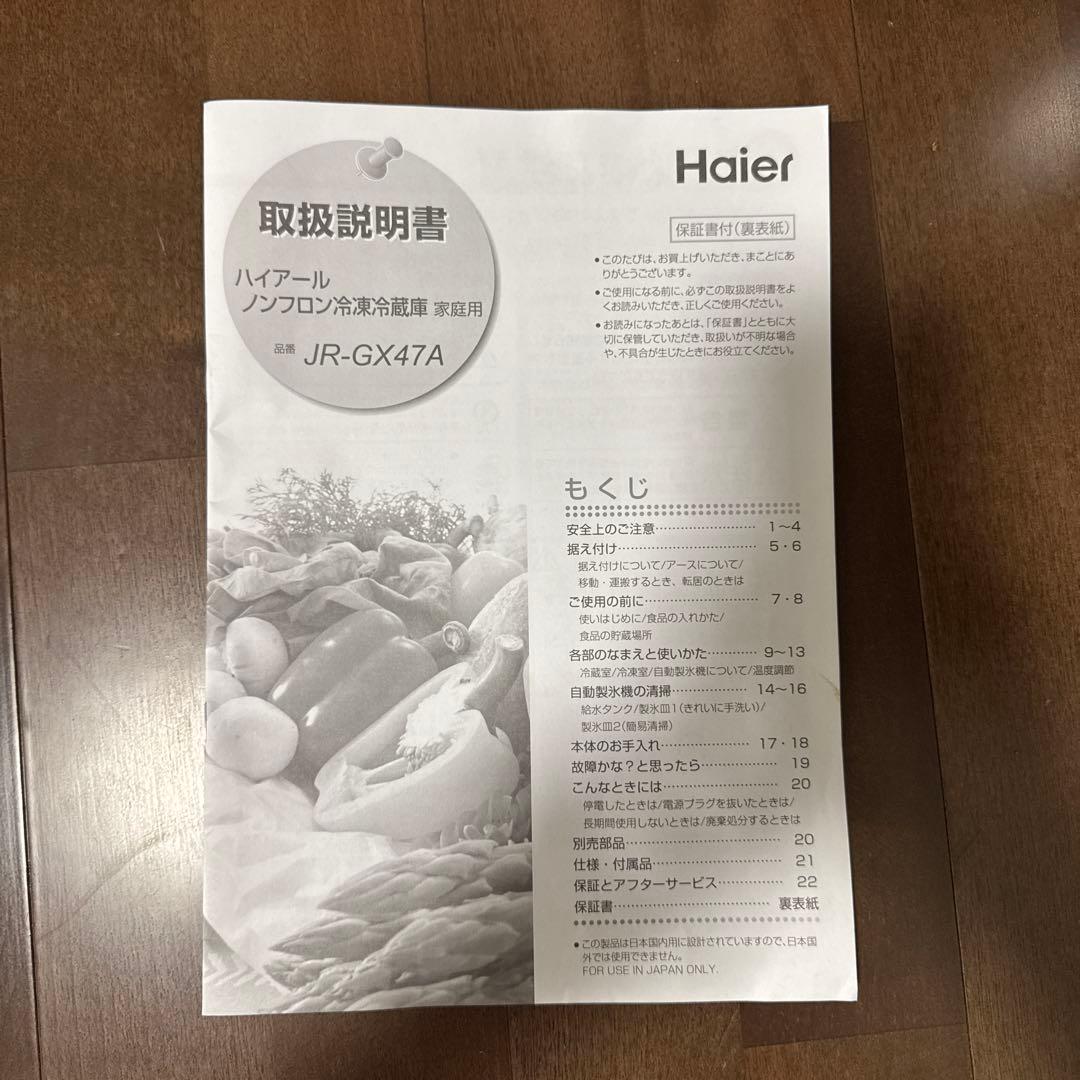 取扱説明書
ハイアール
ノンフロン冷凍冷蔵庫 家庭用
品番 JR-GX47A
Haier
保証書付(裏表紙)
●このたびは、お買上げいただき、まことにあ
りがとうございます。
●ご使用になる前に、必ずこの取扱説明書をよ
くお読みいただき、正しくご使用ください。
●お読みになったあとは、「保証書」とともに大
切に保管していただき、取扱いが不明な場合
や、不具合が生じたときにお役立てください。
もくじ
安全上のご注意 1〜4
据え付け 5・6
据え付けについて/アースについて/
移動・運搬するとき、転居のときは
ご使用の前に 7・8
使いはじめに/食品の入れかた/
食品の貯蔵場所
各部のなまえと使いかた 9〜13
冷蔵室/冷凍室/自動製氷機について/温度調節
自動製氷機の清掃 14〜16
給水タンク/製氷皿1(きれいに手洗い)/
製氷皿2(簡易清掃)
本体のお手入れ 17・18
故障かな？と思ったら 19
こんなときには 20
停電したときは/電源プラグを抜いたときは/
長期間使用しないときは/廃棄処分するときは
別売部品 20
仕様・付属品 21
保証とアフターサービス 22
保証書 裏表紙
●この製品は日本国内用に設計されていますので、日本国
外では使用できません。
FOR USE IN JAPAN ONLY.